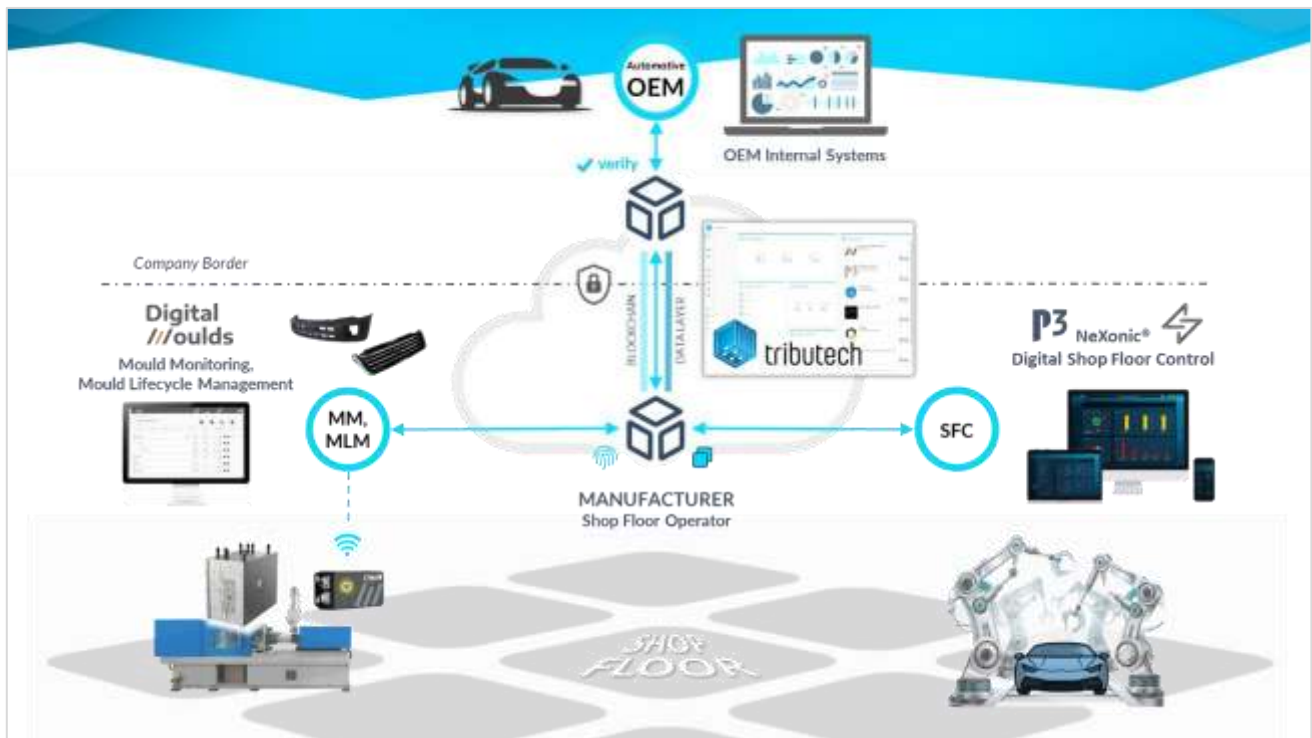 Automotive
OEM
verify
OEM Internal Systems
Company Border
BLOCKCHAIN
DATA LAYER
tributech
Digital
Moulds
Mould Monitoring,
Mould Lifecycle Management
P3 NeXonic®
Digital Shop Floor Control
MM,
MLM
SFC
MANUFACTURER
Shop Floor Operator
SHOP
FLOOR